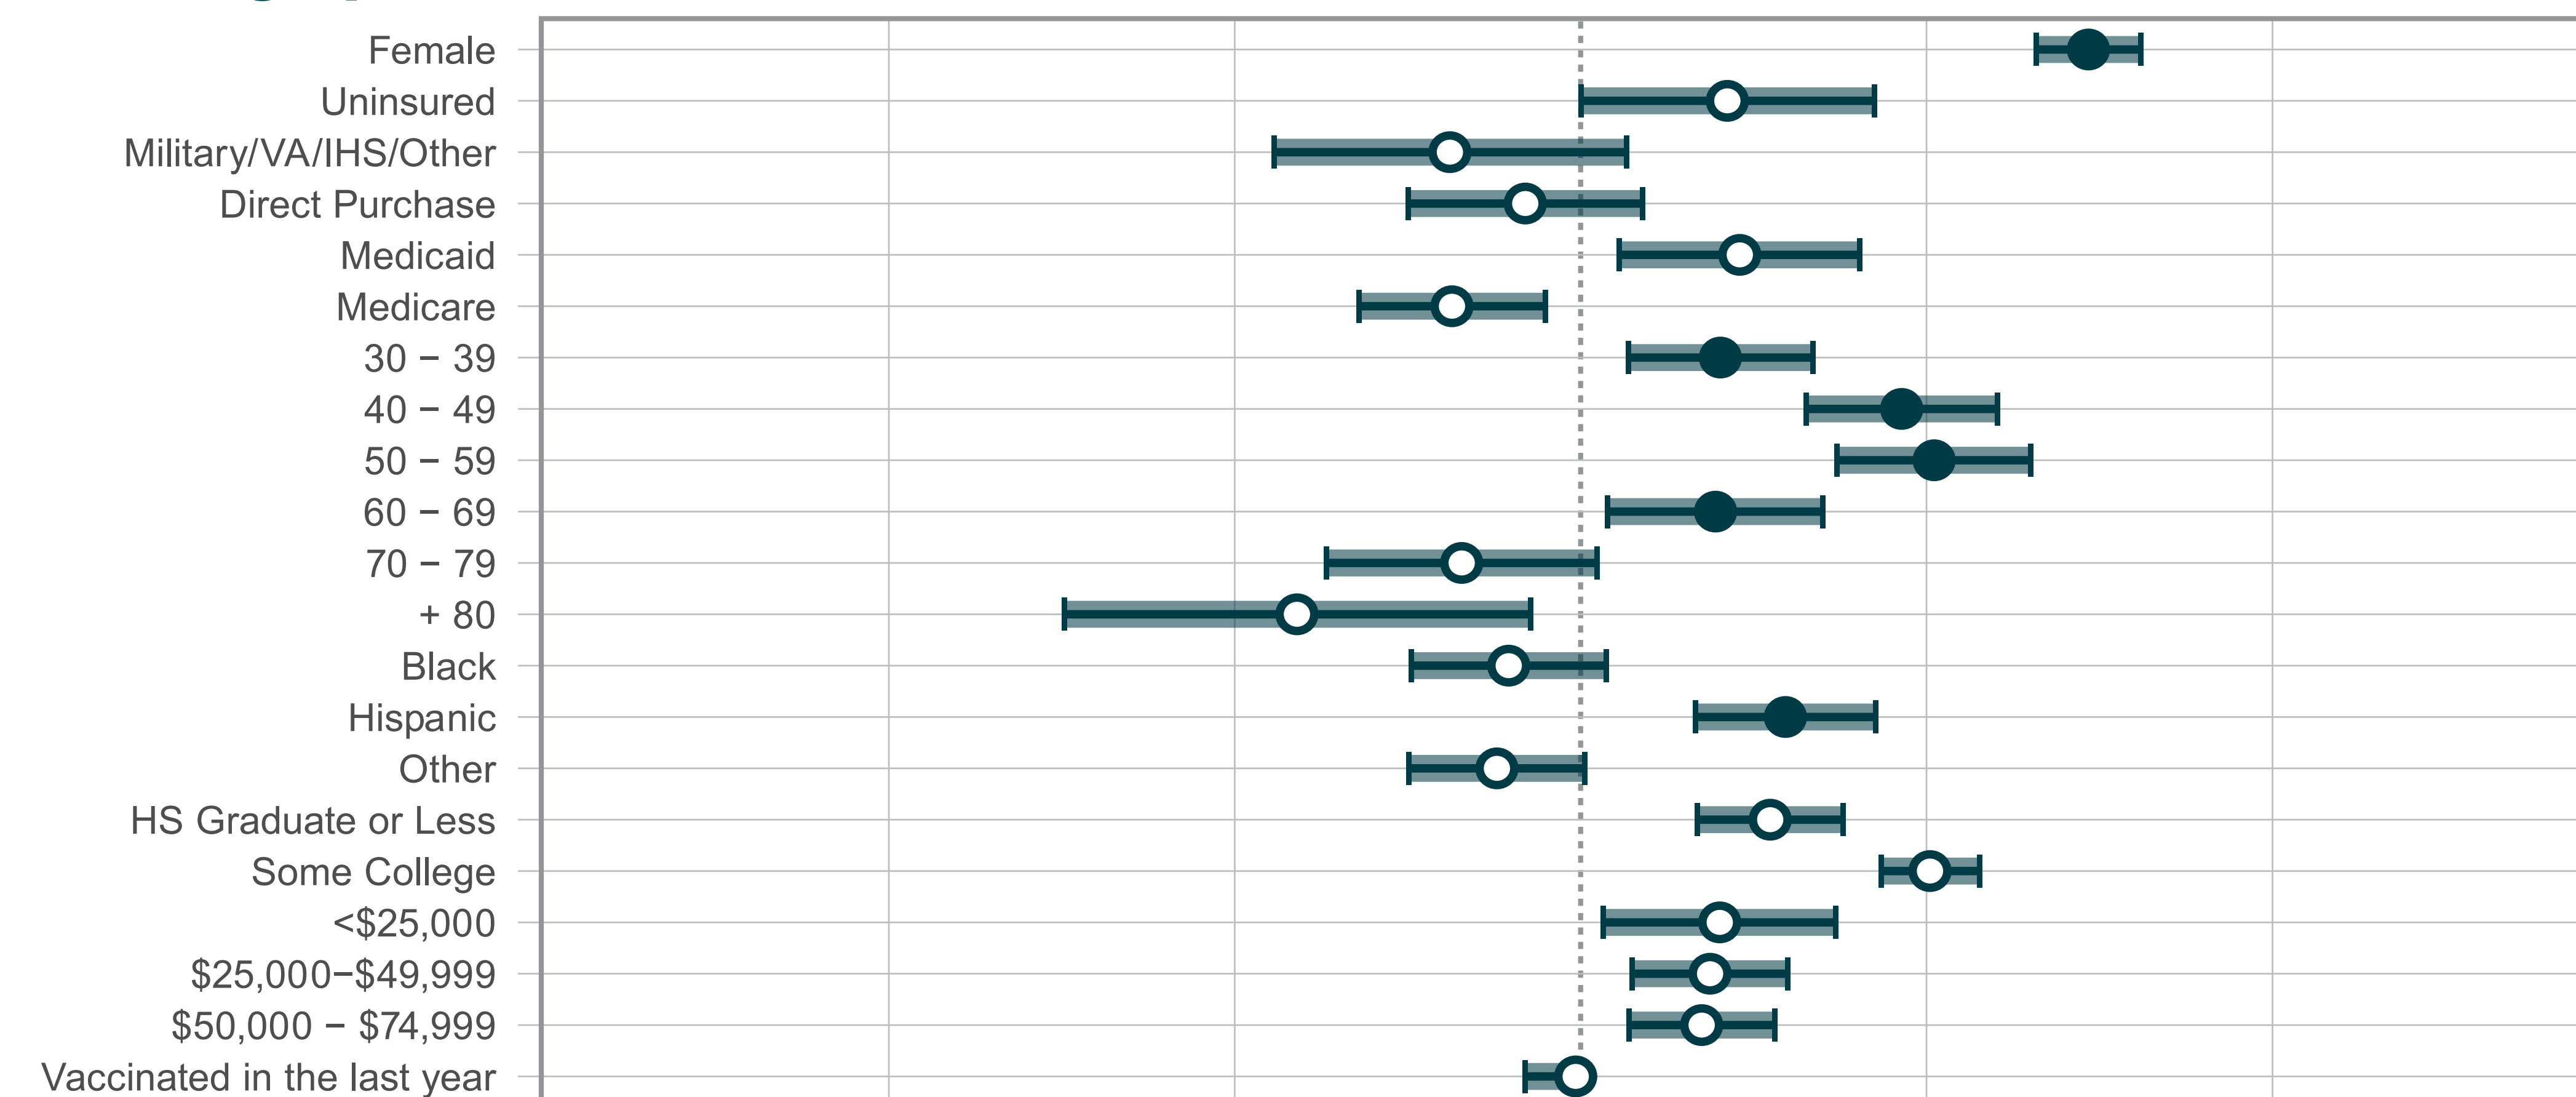 Female
Uninsured
Military/VA/IHS/Other
Direct Purchase
Medicaid
Medicare
30 − 39
40 − 49
50 − 59
60 − 69
70 − 79
+ 80
Black
Hispanic
Other
HS Graduate or Less
Some College
<$25,000
$25,000−$49,999
$50,000 − $74,999
Vaccinated in the last year